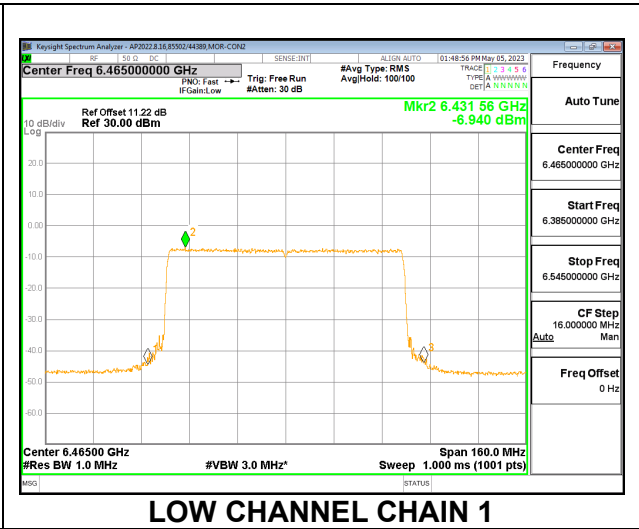 Keysight Spectrum Analyzer - AP2022.8.16,85502/44389,MOR-CON2
RF 50 Ω DC SENSE:INT ALIGN AUTO 01:48:56 PM May 05, 2023
Center Freq 6.465000000 GHz
PNO: Fast
IFGain:Low
Trig: Free Run
#Atten: 30 dB
#Avg Type: RMS
Avg|Hold: 100/100
TRACE 1 2 3 4 5 6
TYPE A WWWWW
DET A N N N N N
Frequency
Auto Tune
Center Freq
6.465000000 GHz
Start Freq
6.385000000 GHz
Stop Freq
6.545000000 GHz
CF Step
16.000000 MHz
Auto Man
Freq Offset
0 Hz
Mkr2 6.431 56 GHz
-6.940 dBm
Ref Offset 11.22 dB
10 dB/div Ref 30.00 dBm
Log
20.0
10.0
0.00
-10.0
-20.0
-30.0
-40.0
-50.0
-60.0
2
1
3
Center 6.46500 GHz Span 160.0 MHz
#Res BW 1.0 MHz #VBW 3.0 MHz* Sweep 1.000 ms (1001 pts)
MSG STATUS
LOW CHANNEL CHAIN 1